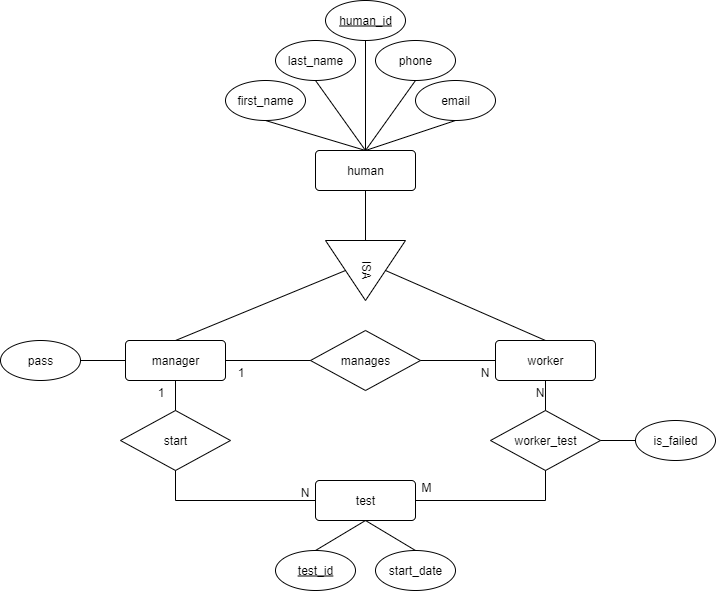 human_id
last_name
phone
first_name
email
human
ISA
pass
manager
1
manages
N
worker
1
N
start
worker_test
is_failed
N
test
M
test_id
start_date